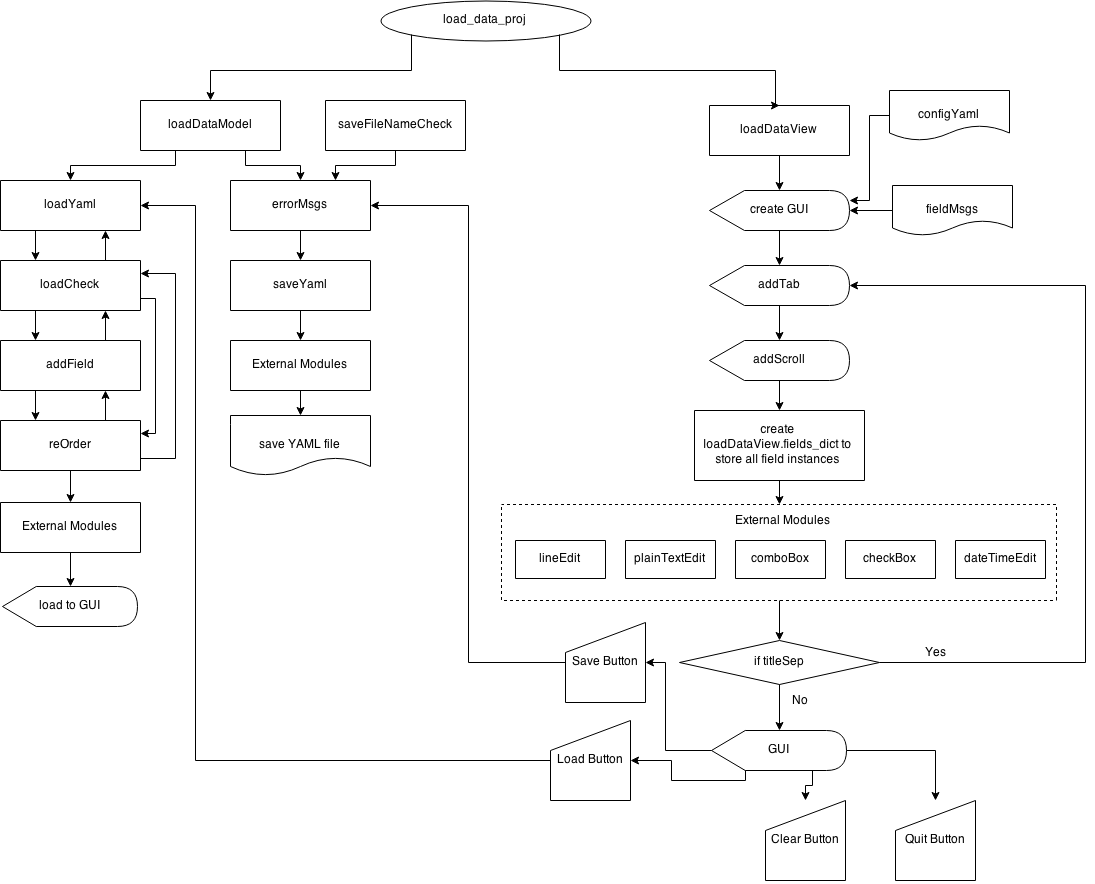 load_data_proj
loadDataModel
saveFileNameCheck
loadDataView
configYaml
loadYaml
errorMsgs
create GUI
fieldMsgs
loadCheck
saveYaml
addTab
addField
External Modules
addScroll
reOrder
save YAML file
create
loadDataView.fields_dict to
store all field instances
External Modules
External Modules
lineEdit
plainTextEdit
comboBox
checkBox
dateTimeEdit
load to GUI
Save Button
if titleSep
Yes
No
Load Button
GUI
Clear Button
Quit Button